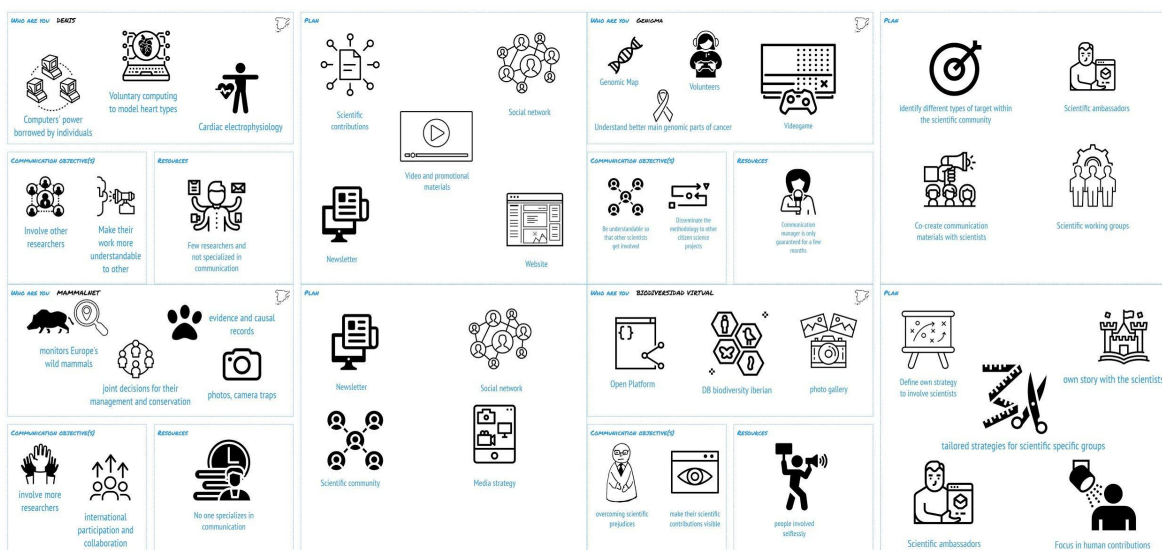 WHO ARE YOU DENIS
Computers' power
borrowed by individuals
Voluntary computing
to model heart types
Cardiac electrophysiology
COMMUNICATION OBJECTIVE(S)
Involve other
researchers
Make their
work more
understandable
to other
RESOURCES
Few researchers and
not specialized in
communication
PLAN
Scientific
contributions
Social network
Video and promotional
materials
Newsletter
Website
WHO ARE YOU GENIGMA
Genomic Map
Volunteers
Understand better main genomic parts of cancer
Videogame
COMMUNICATION OBJECTIVE(S)
Be understandable so
that other scientists
get involved
Disseminate the
methodology to other
citizen science
projects
RESOURCES
Communication
manager is only
guaranteed for a few
months
PLAN
identify different types of target within
the scientific community
Scientific ambassadors
Co-create communication
materials with scientists
Scientific working groups
WHO ARE YOU MAMMALNET
monitors Europe's
wild mammals
evidence and causal
records
joint decisions for their
management and conservation
photos, camera traps
COMMUNICATION OBJECTIVE(S)
involve more
researchers
international
participation and
collaboration
RESOURCES
No one specializes in
communication
PLAN
Newsletter
Social network
Scientific community
Media strategy
WHO ARE YOU BIODIVERSIDAD VIRTUAL
Open Platform
DB biodiversity iberian
photo gallery
COMMUNICATION OBJECTIVE(S)
overcoming scientific
prejudices
make their scientific
contributions visible
RESOURCES
people involved
selflessly
PLAN
Define own strategy
to involve scientists
own story with the scientists
tailored strategies for scientific specific groups
Scientific ambassadors
Focus in human contributions